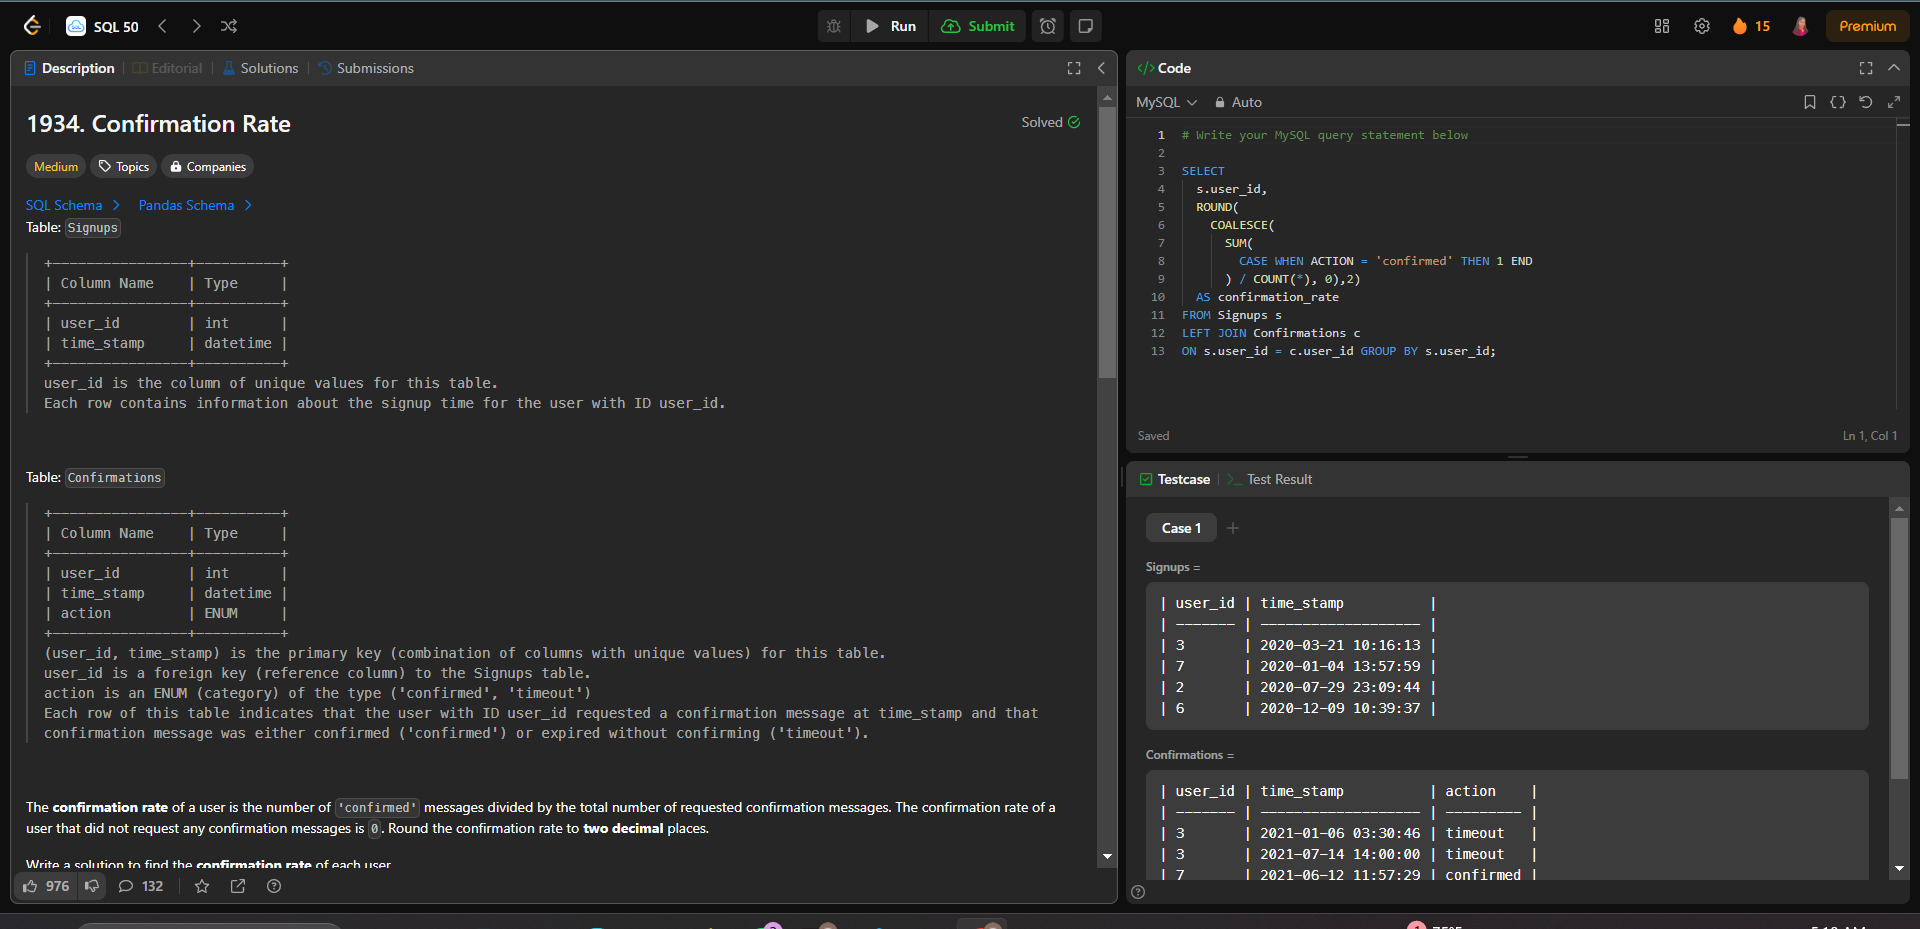 SQL 50
Run
Submit
15
Premium
Description
Editorial
Solutions
Submissions
1934. Confirmation Rate
Solved
Medium
Topics
Companies
SQL Schema
Pandas Schema
Table: Signups
+----------------+----------+
| Column Name    | Type     |
+----------------+----------+
| user_id        | int      |
| time_stamp     | datetime |
+----------------+----------+
user_id is the column of unique values for this table.
Each row contains information about the signup time for the user with ID user_id.
Table: Confirmations
+----------------+----------+
| Column Name    | Type     |
+----------------+----------+
| user_id        | int      |
| time_stamp     | datetime |
| action         | ENUM     |
+----------------+----------+
(user_id, time_stamp) is the primary key (combination of columns with unique values) for this table.
user_id is a foreign key (reference column) to the Signups table.
action is an ENUM (category) of the type ('confirmed', 'timeout')
Each row of this table indicates that the user with ID user_id requested a confirmation message at time_stamp and that
confirmation message was either confirmed ('confirmed') or expired without confirming ('timeout').
The confirmation rate of a user is the number of 'confirmed' messages divided by the total number of requested confirmation messages. The confirmation rate of a
user that did not request any confirmation messages is 0. Round the confirmation rate to two decimal places.
Write a solution to find the confirmation rate of each user
976
132
Code
MySQL
Auto
1 # Write your MySQL query statement below
2
3 SELECT
4   s.user_id,
5   ROUND(
6     COALESCE(
7       SUM(
8         CASE WHEN ACTION = 'confirmed' THEN 1 END
9       ) / COUNT(*), 0),2)
10   AS confirmation_rate
11 FROM Signups s
12 LEFT JOIN Confirmations c
13 ON s.user_id = c.user_id GROUP BY s.user_id;
Saved
Ln 1, Col 1
Testcase
Test Result
Case 1
Signups =
| user_id | time_stamp          |
| ------- | ------------------- |
| 3       | 2020-03-21 10:16:13 |
| 7       | 2020-01-04 13:57:59 |
| 2       | 2020-07-29 23:09:44 |
| 6       | 2020-12-09 10:39:37 |
Confirmations =
| user_id | time_stamp          | action    |
| ------- | ------------------- | --------- |
| 3       | 2021-01-06 03:30:46 | timeout   |
| 3       | 2021-07-14 14:00:00 | timeout   |
| 7       | 2021-06-12 11:57:29 | confirmed |